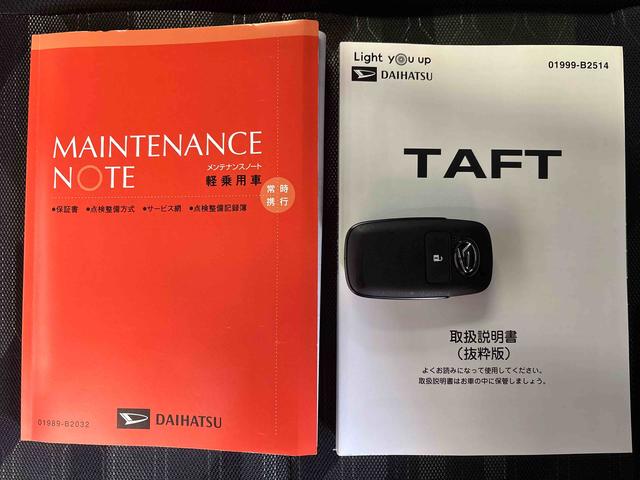 MAINTENANCE
NOTE
メンテナンスノート
軽乗用車
常時
携行
●保証書 ●点検整備方式 ●サービス網 ●点検整備記録簿
01989-B2032
DAIHATSU
Light you up
DAIHATSU
01999-B2514
TAFT
取扱説明書
(抜粋版)
よくお読みになって使用してください。
取扱説明書はお車の中に保管しましょう。